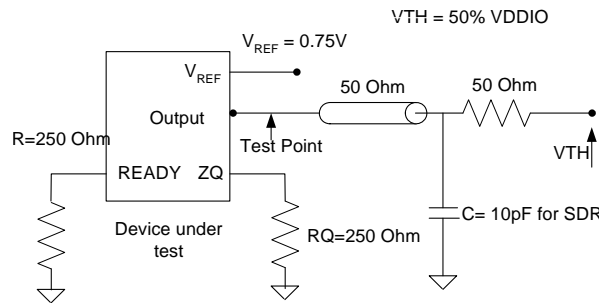 VTH = 50% VDDIO
VREF = 0.75V
VREF
50 Ohm
50 Ohm
Output
R=250 Ohm
Test Point
VTH
READY
ZQ
C= 10pF for SDR
Device under
test
RQ=250 Ohm